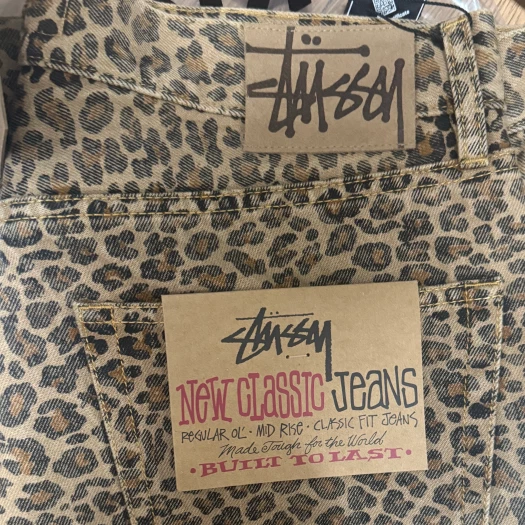 Stüssy
Stüssy
NEW CLASSIC JEANS
REGULAR OL' · MID RISE · CLASSIC FIT JEANS
Made Tough for the World
· BUILT TO LAST ·